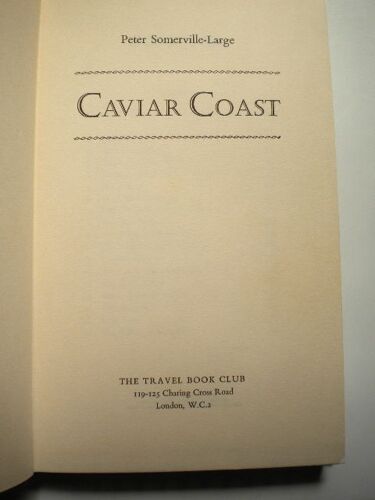 Peter Somerville-Large
CAVIAR COAST
THE TRAVEL BOOK CLUB
119-125 Charing Cross Road
London, W.C.2